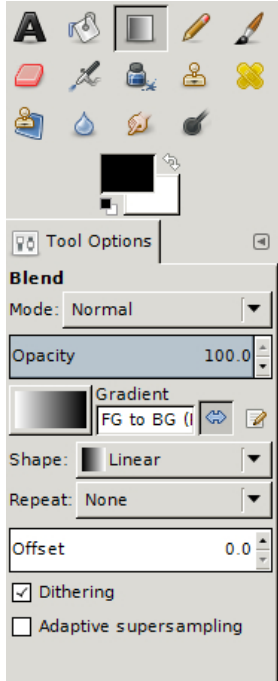 A
Tool Options
Blend
Mode: Normal
Opacity 100.0
Gradient
FG to BG (
Shape: Linear
Repeat: None
Offset 0.0
Dithering
Adaptive supersampling